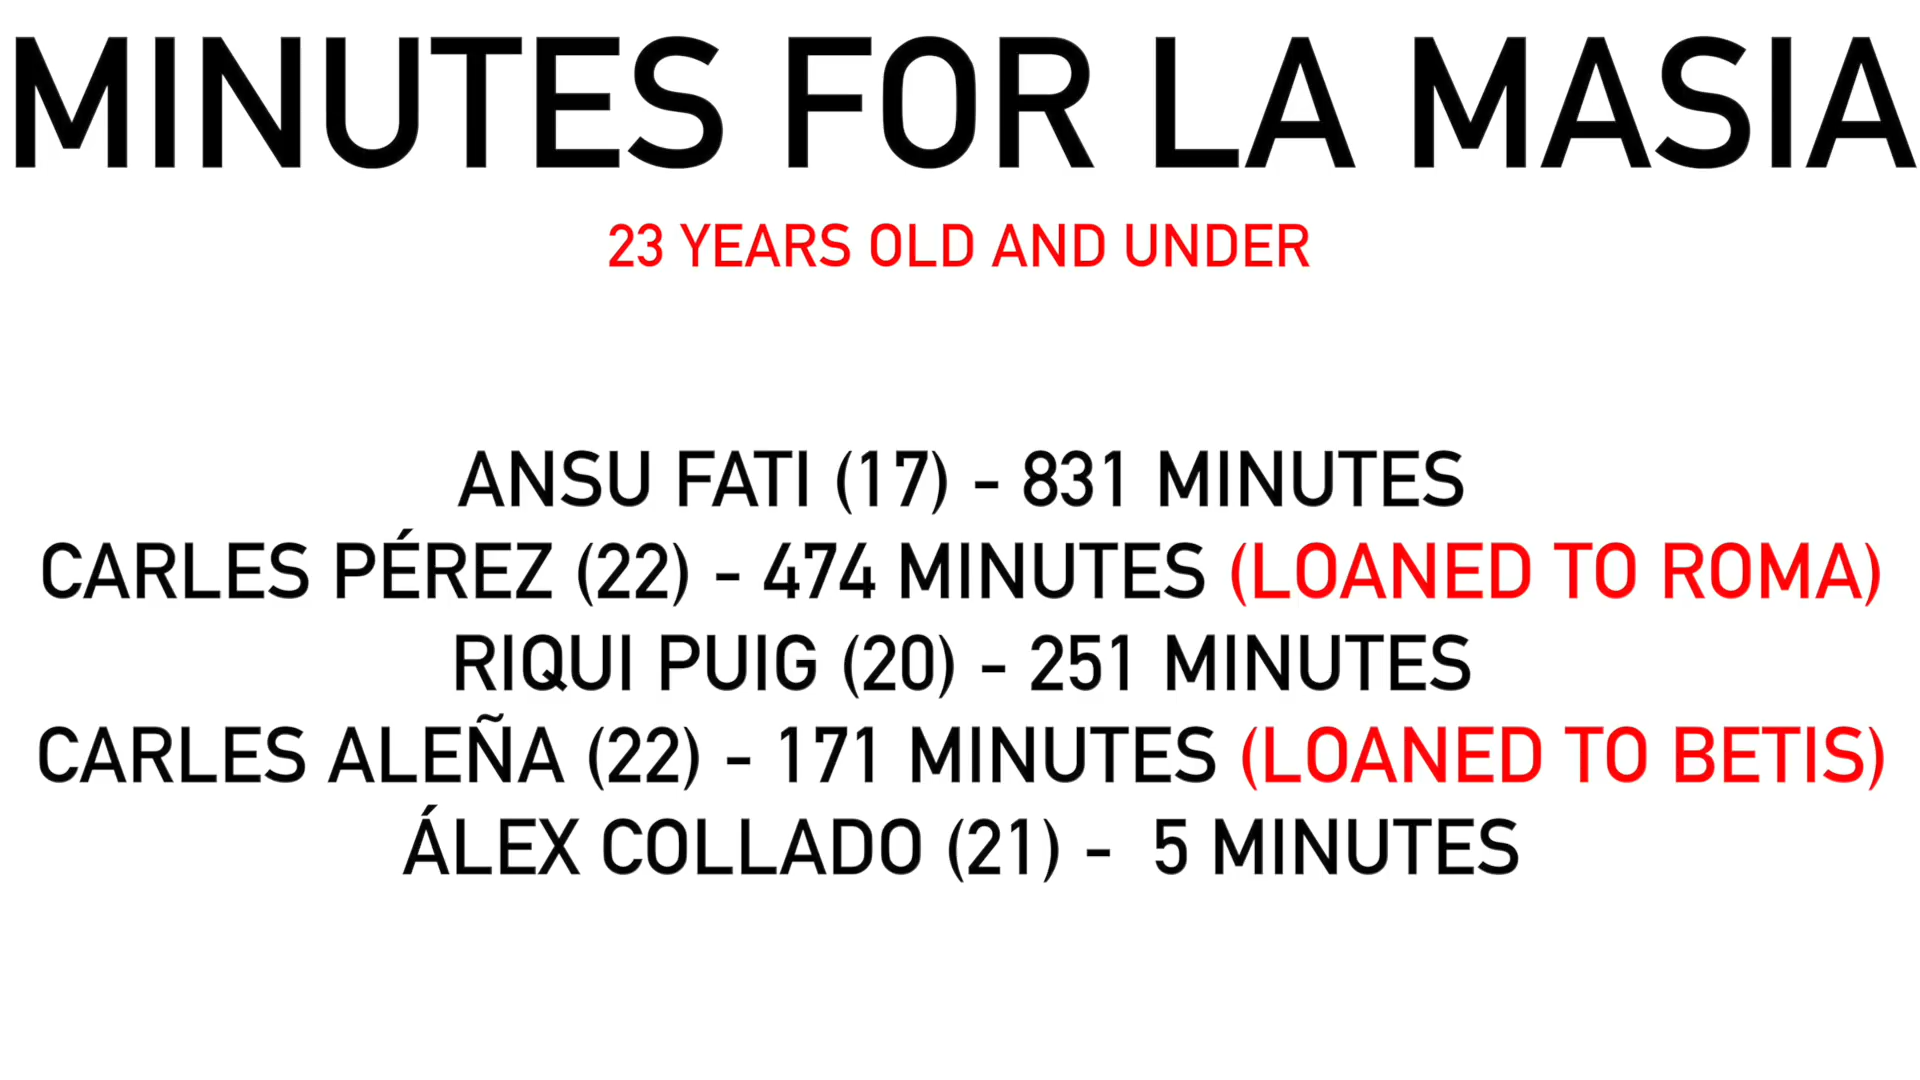 MINUTES FOR LA MASIA
23 YEARS OLD AND UNDER
ANSU FATI (17) - 831 MINUTES
CARLES PÉREZ (22) - 474 MINUTES (LOANED TO ROMA)
RIQUI PUIG (20) - 251 MINUTES
CARLES ALEÑA (22) - 171 MINUTES (LOANED TO BETIS)
ÁLEX COLLADO (21) - 5 MINUTES